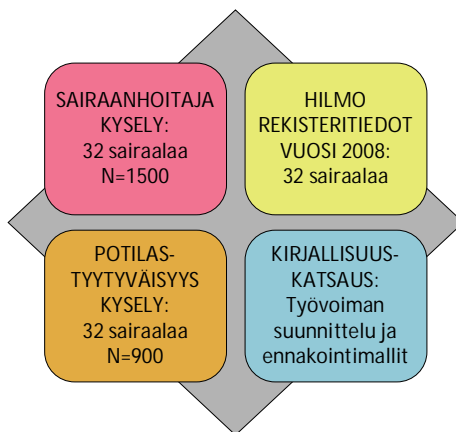 SAIRAANHOITAJA
KYSELY:
32 sairaalaa
N=1500
HILMO
REKISTERITIEDOT
VUOSI 2008:
32 sairaalaa
POTILAS-
TYYTYVÄISYYS
KYSELY:
32 sairaalaa
N=900
KIRJALLISUUS-
KATSAUS:
Työvoiman
suunnittelu ja
ennakointimallit